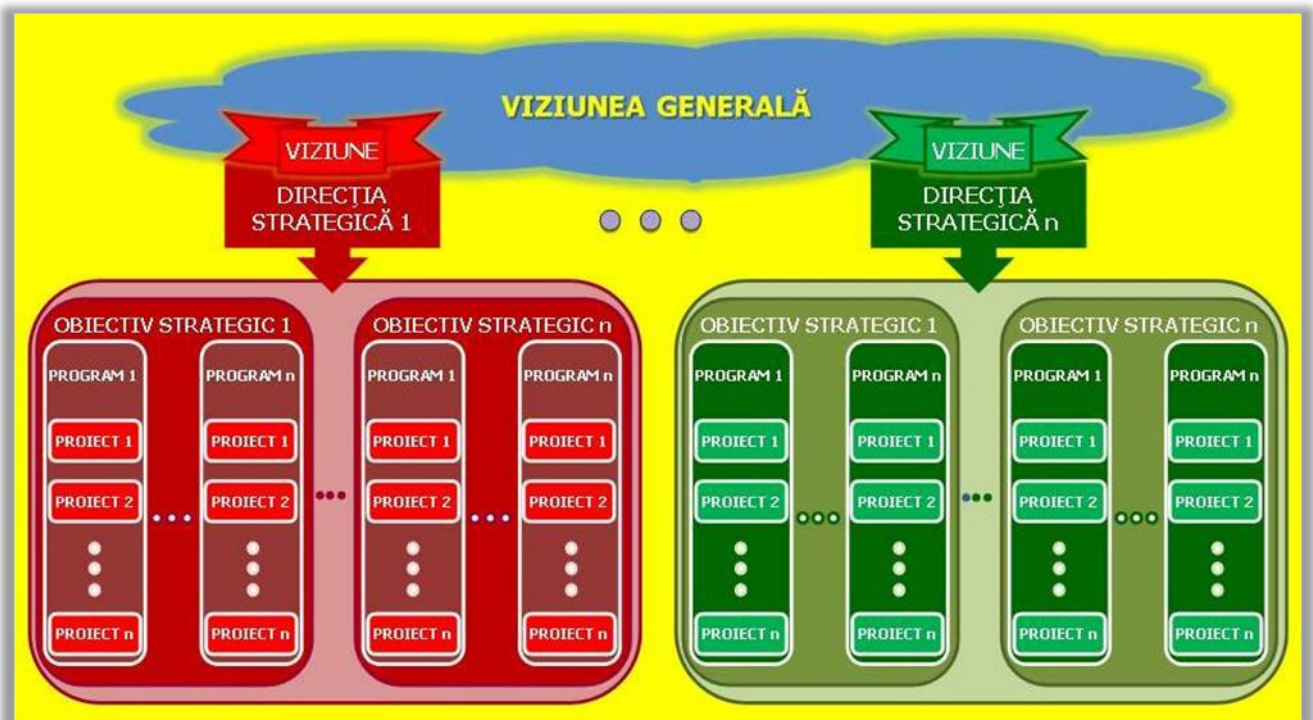 VIZIUNEA GENERALĂ
VIZIUNE
DIRECŢIA
STRATEGICĂ 1
VIZIUNE
DIRECŢIA
STRATEGICĂ n
OBIECTIV STRATEGIC 1
PROGRAM 1
PROIECT 1
PROIECT 2
PROIECT n
PROGRAM n
PROIECT 1
PROIECT 2
PROIECT n
OBIECTIV STRATEGIC n
PROGRAM 1
PROIECT 1
PROIECT 2
PROIECT n
PROGRAM n
PROIECT 1
PROIECT 2
PROIECT n
OBIECTIV STRATEGIC 1
PROGRAM 1
PROIECT 1
PROIECT 2
PROIECT n
PROGRAM n
PROIECT 1
PROIECT 2
PROIECT n
OBIECTIV STRATEGIC n
PROGRAM 1
PROIECT 1
PROIECT 2
PROIECT n
PROGRAM n
PROIECT 1
PROIECT 2
PROIECT n